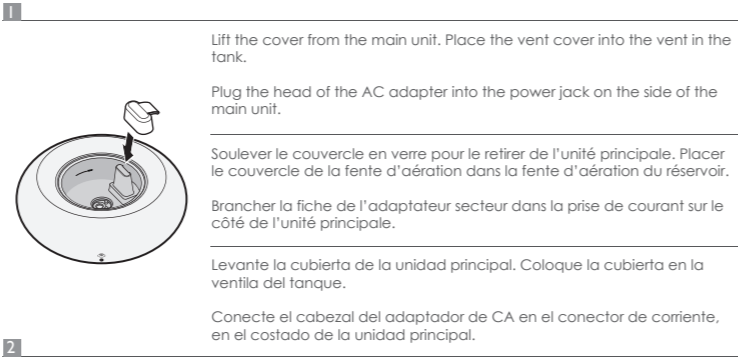 1
Lift the cover from the main unit. Place the vent cover into the vent in the
tank.
Plug the head of the AC adapter into the power jack on the side of the
main unit.
Soulever le couvercle en verre pour le retirer de l’unité principale. Placer
le couvercle de la fente d’aération dans la fente d’aération du réservoir.
Brancher la fiche de l’adaptateur secteur dans la prise de courant sur le
côté de l’unité principale.
Levante la cubierta de la unidad principal. Coloque la cubierta en la
ventila del tanque.
Conecte el cabezal del adaptador de CA en el conector de corriente,
en el costado de la unidad principal.
2